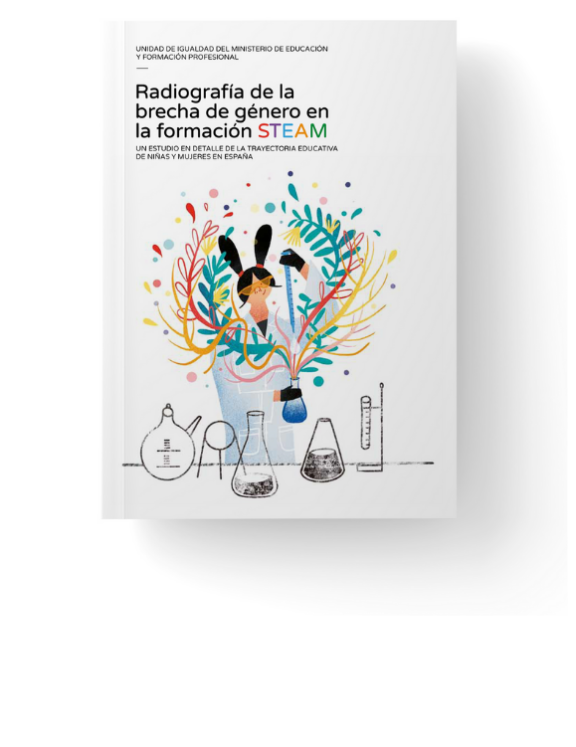 UNIDAD DE IGUALDAD DEL MINISTERIO DE EDUCACIÓN
Y FORMACIÓN PROFESIONAL
Radiografía de la
brecha de género en
la formación STEAM
UN ESTUDIO EN DETALLE DE LA TRAYECTORIA EDUCATIVA
DE NIÑAS Y MUJERES EN ESPAÑA